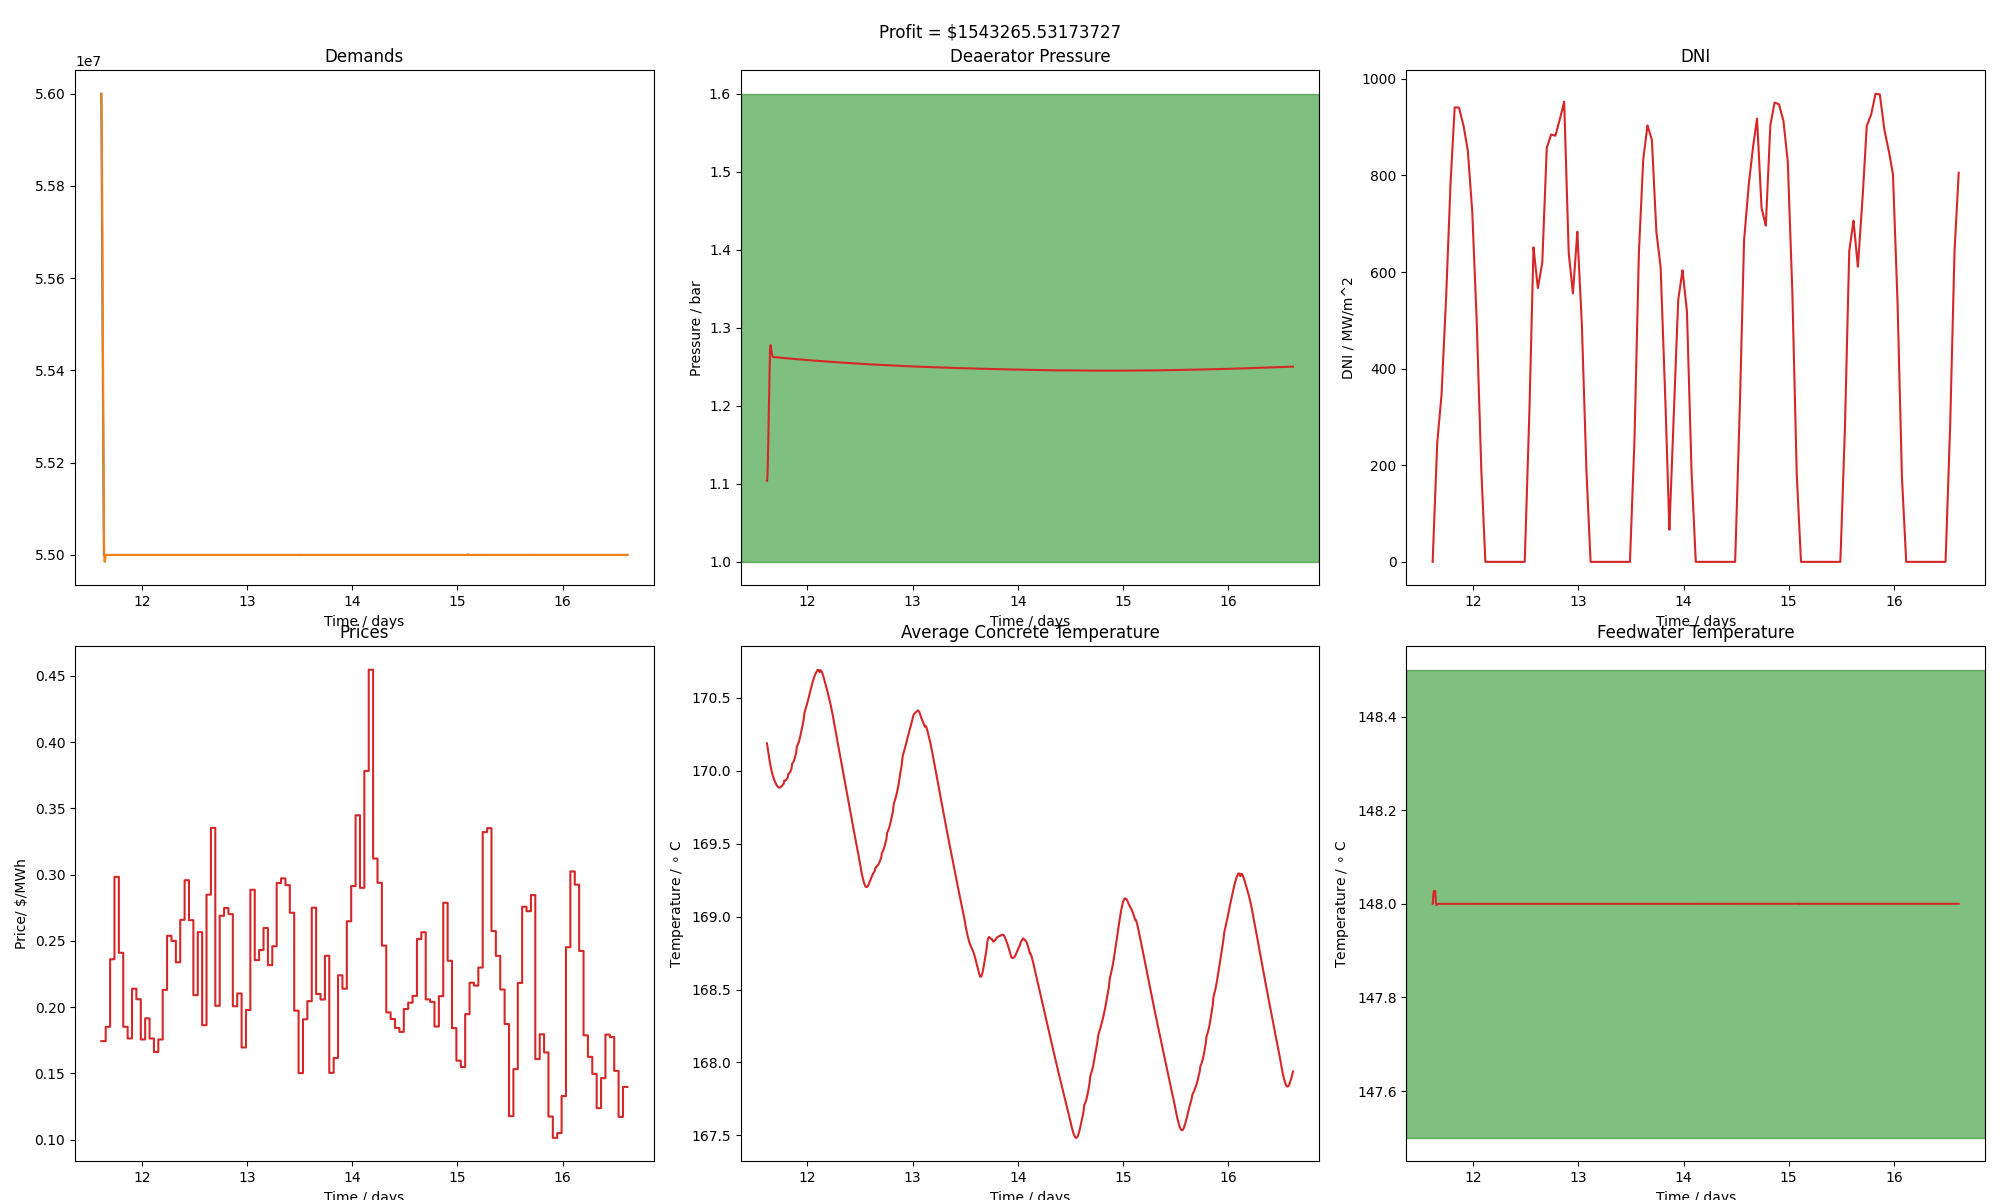 Profit = $1543265.53173727
Demands
1e7
5.60
5.58
5.56
5.54
5.52
5.50
12 13 14 15 16
Time / days
Deaerator Pressure
Pressure / bar
1.6
1.5
1.4
1.3
1.2
1.1
1.0
12 13 14 15 16
Time / days
DNI
DNI / MW/m^2
1000
800
600
400
200
0
12 13 14 15 16
Time / days
Prices
Price/ $/MWh
0.45
0.40
0.35
0.30
0.25
0.20
0.15
0.10
12 13 14 15 16
Time / days
Average Concrete Temperature
Temperature / ∘ C
170.5
170.0
169.5
169.0
168.5
168.0
167.5
12 13 14 15 16
Time / days
Feedwater Temperature
Temperature / ∘ C
148.4
148.2
148.0
147.8
147.6
12 13 14 15 16
Time / days